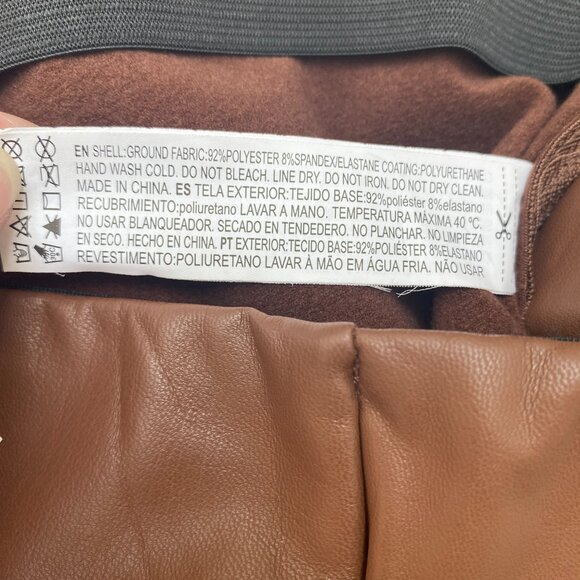 EN SHELL:GROUND FABRIC:92%POLYESTER 8%SPANDEX/ELASTANE COATING:POLYURETHANE
HAND WASH COLD. DO NOT BLEACH. LINE DRY. DO NOT IRON. DO NOT DRY CLEAN.
MADE IN CHINA. ES TELA EXTERIOR:TEJIDO BASE:92%poliéster 8%elastano
RECUBRIMIENTO:poliuretano LAVAR A MANO. TEMPERATURA MÁXIMA 40 ºC.
NO USAR BLANQUEADOR. SECADO EN TENDEDERO. NO PLANCHAR. NO LIMPIEZA
EN SECO. HECHO EN CHINA. PT EXTERIOR:TECIDO BASE:92%POLIÉSTER 8%ELASTANO
REVESTIMENTO:POLIURETANO LAVAR À MÃO EM ÁGUA FRIA. NÃO USAR